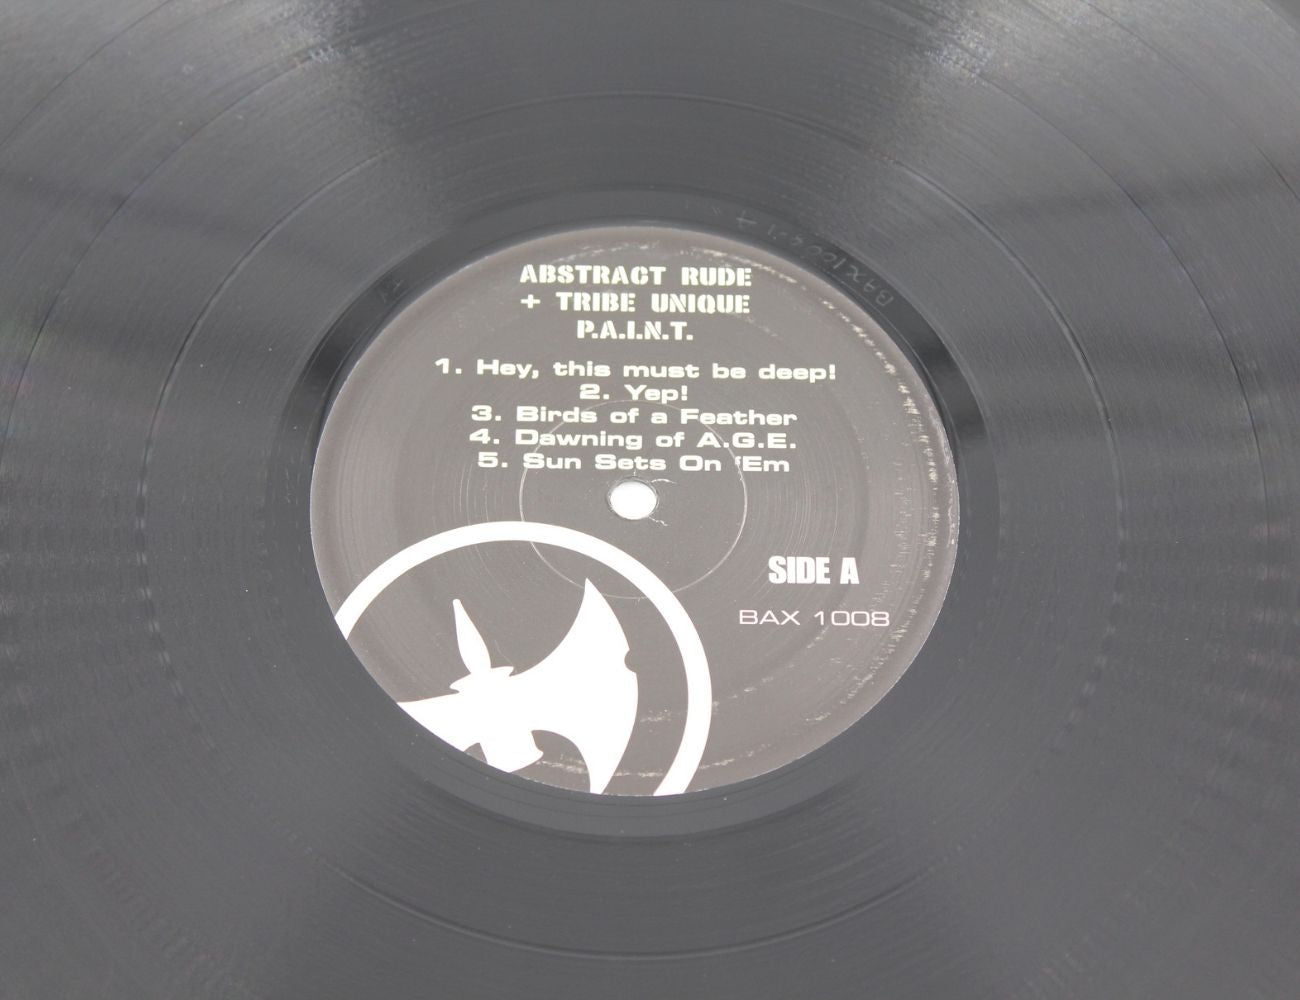 ABSTRACT RUDE
+ TRIBE UNIQUE
P.A.I.N.T.
1. Hey, this must be deep!
2. Yep!
3. Birds of a Feather
4. Dawning of A.G.E.
5. Sun Sets On 'Em
SIDE A
BAX 1008